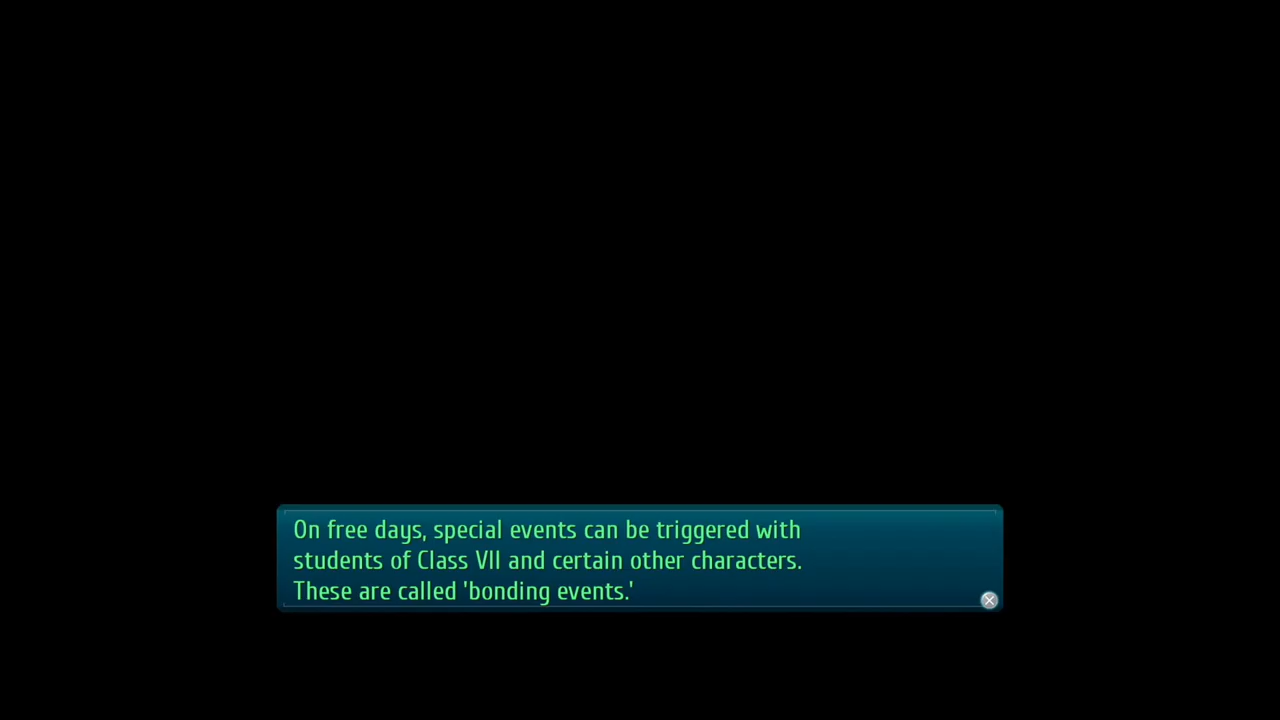 On free days, special events can be triggered with
students of Class VII and certain other characters.
These are called 'bonding events.'